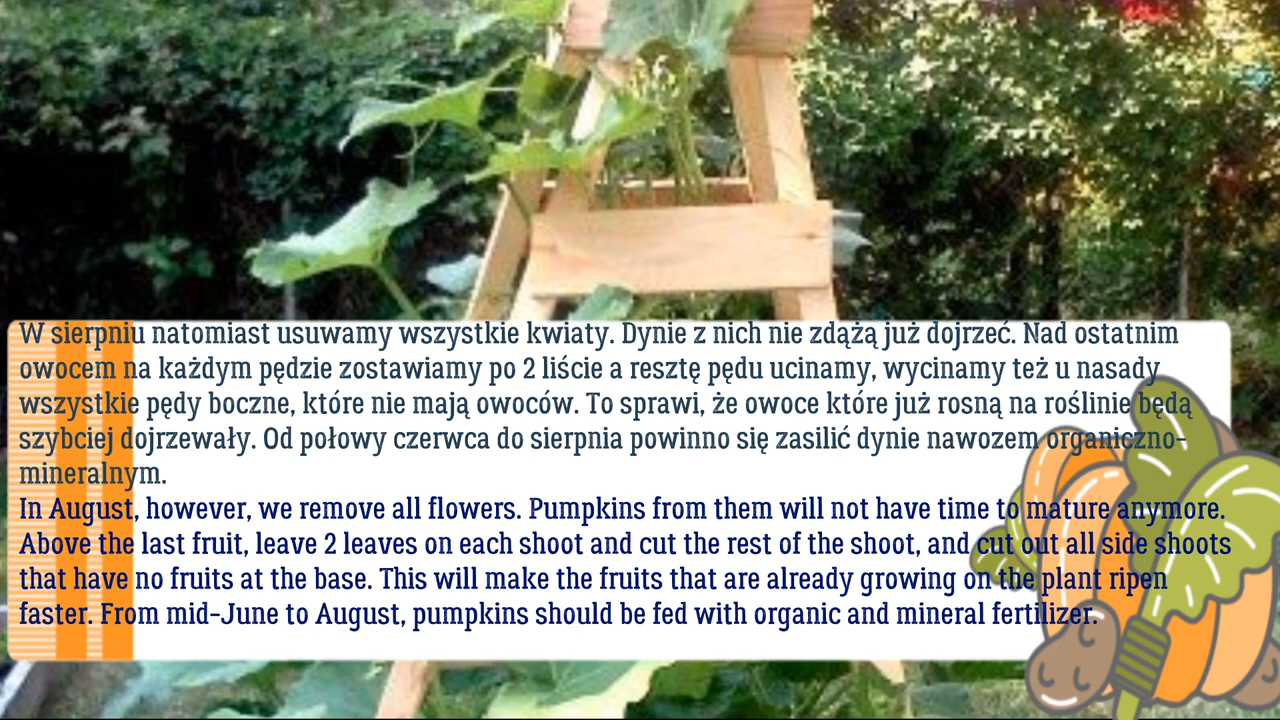 W sierpniu natomiast usuwamy wszystkie kwiaty. Dynie z nich nie zdążą już dojrzeć. Nad ostatnim
owocem na każdym pędzie zostawiamy po 2 liście a resztę pędu ucinamy, wycinamy też u nasady
wszystkie pędy boczne, które nie mają owoców. To sprawi, że owoce które już rosną na roślinie będą
szybciej dojrzewały. Od połowy czerwca do sierpnia powinno się zasilić dynie nawozem organiczno-
mineralnym.
In August, however, we remove all flowers. Pumpkins from them will not have time to mature anymore.
Above the last fruit, leave 2 leaves on each shoot and cut the rest of the shoot, and cut out all side shoots
that have no fruits at the base. This will make the fruits that are already growing on the plant ripen
faster. From mid-June to August, pumpkins should be fed with organic and mineral fertilizer.